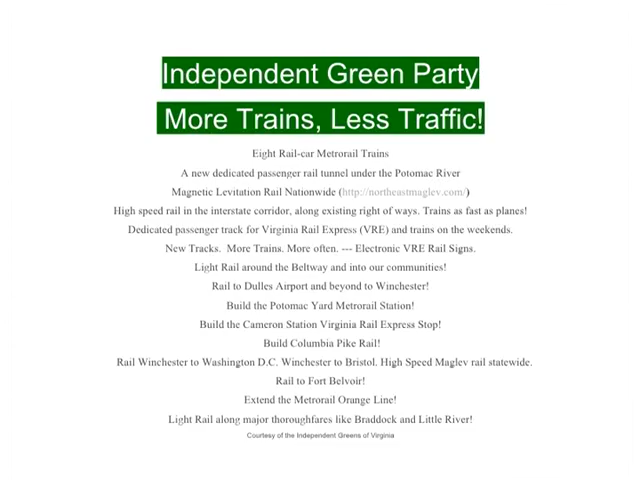 Independent Green Party
More Trains, Less Traffic!
Eight Rail-car Metrorail Trains
A new dedicated passenger rail tunnel under the Potomac River
Magnetic Levitation Rail Nationwide (http://northeastmaglev.com/)
High speed rail in the interstate corridor, along existing right of ways. Trains as fast as planes!
Dedicated passenger track for Virginia Rail Express (VRE) and trains on the weekends.
New Tracks.  More Trains. More often. --- Electronic VRE Rail Signs.
Light Rail around the Beltway and into our communities!
Rail to Dulles Airport and beyond to Winchester!
Build the Potomac Yard Metrorail Station!
Build the Cameron Station Virginia Rail Express Stop!
Build Columbia Pike Rail!
Rail Winchester to Washington D.C. Winchester to Bristol. High Speed Maglev rail statewide.
Rail to Fort Belvoir!
Extend the Metrorail Orange Line!
Light Rail along major thoroughfares like Braddock and Little River!
Courtesy of the Independent Greens of Virginia